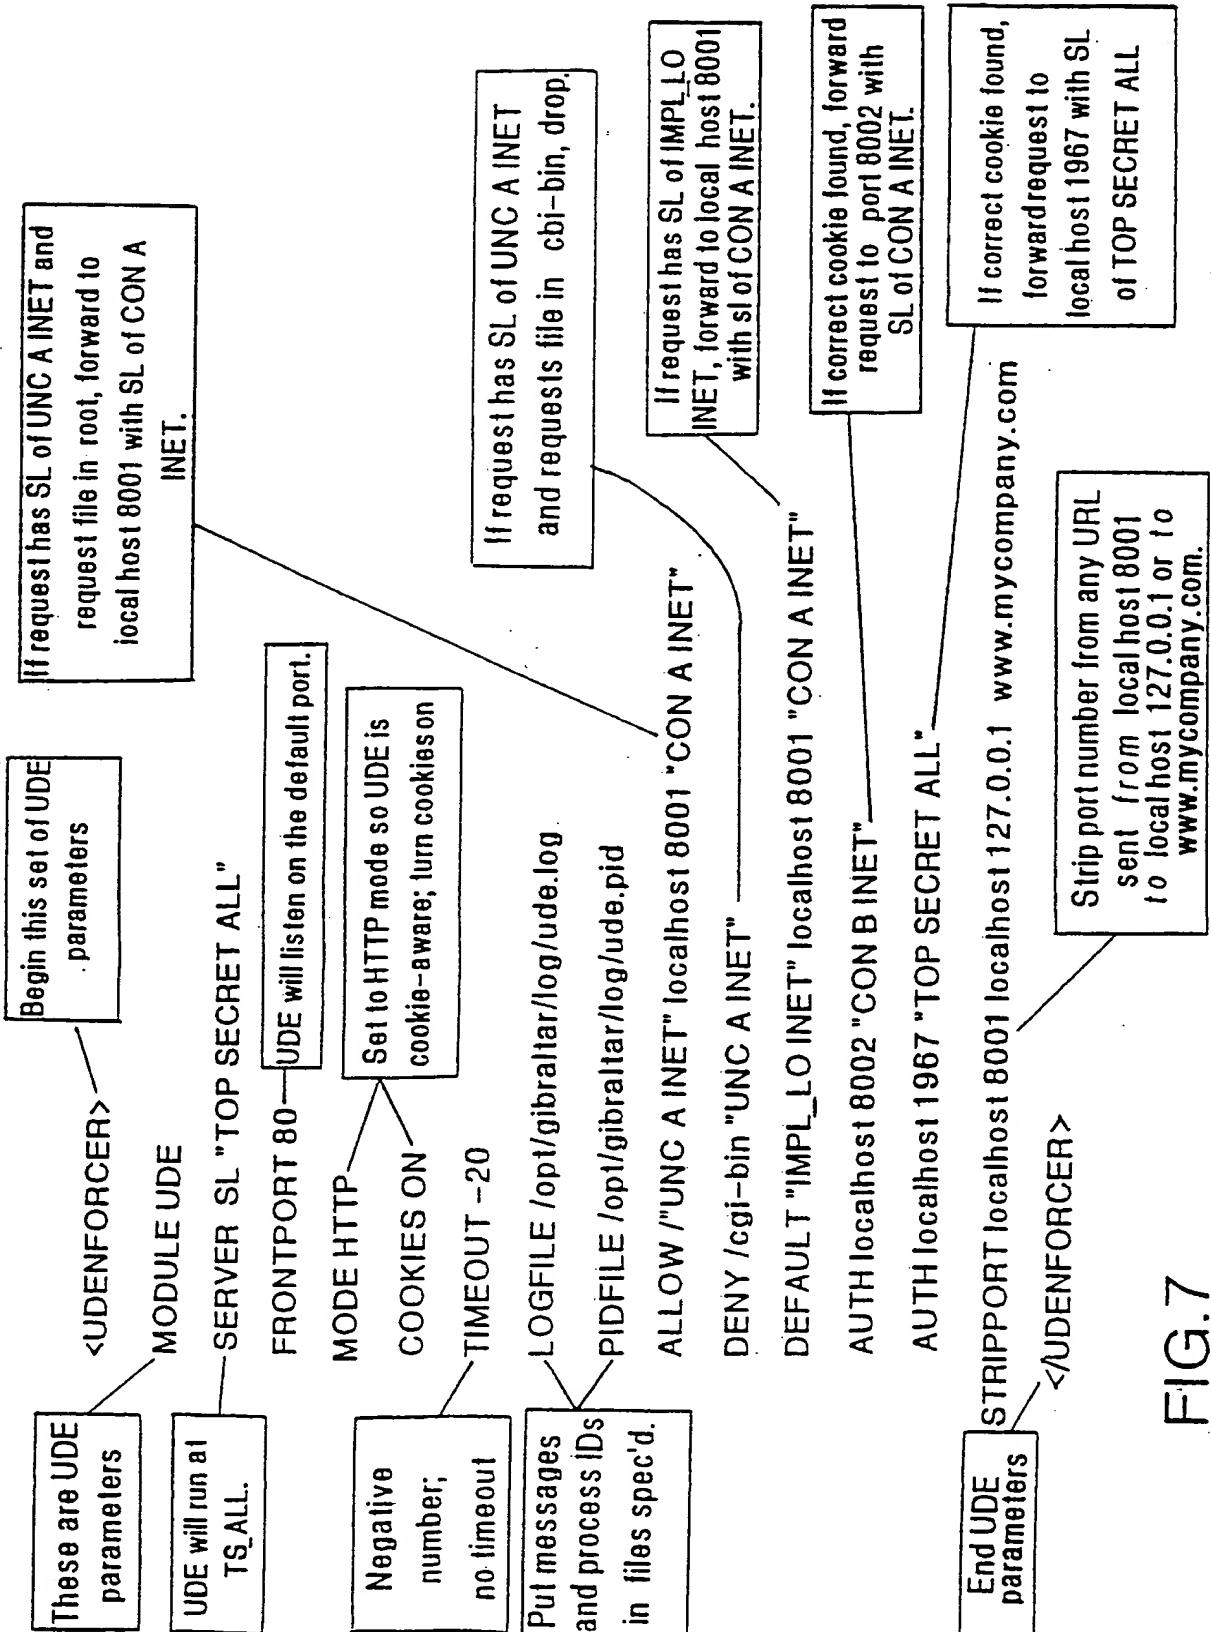 Begin this set of UDE
parameters
If request has SL of UNC A INET and
request file in root, forward to
local host 8001 with SL of CON A
INET.
These are UDE
parameters
<UDENFORCER>
MODULE UDE
UDE will run at
TS_ALL.
SERVER SL "TOP SECRET ALL"
FRONTPORT 80
UDE will listen on the default port.
MODE HTTP
COOKIES ON
Set to HTTP mode so UDE is
cookie-aware; turn cookies on
Negative
number;
no timeout
TIMEOUT -20
Put messages
and process IDs
in files spec'd.
LOGFILE /opt/gibraltar/log/ude.log
PIDFILE /opt/gibraltar/log/ude.pid
ALLOW /"UNC A INET" localhost 8001 "CON A INET"
If request has SL of UNC A INET
and requests file in cbi-bin, drop.
DENY /cgi-bin "UNC A INET"
If request has SL of IMPL_LO
INET, forward to local host 8001
with sl of CON A INET.
DEFAULT "IMPL_LO INET" localhost 8001 "CON A INET"
If correct cookie found, forward
request to port 8002 with
SL of CON A INET.
AUTH localhost 8002 "CON B INET"
If correct cookie found,
forward request to
local host 1967 with SL
of TOP SECRET ALL
AUTH localhost 1967 "TOP SECRET ALL"
STRIPPORT localhost 8001 localhost 127.0.0.1 www.mycompany.com
Strip port number from any URL
sent from local host 8001
to local host 127.0.0.1 or to
www.mycompany.com.
End UDE
parameters
</UDENFORCER>
FIG.7